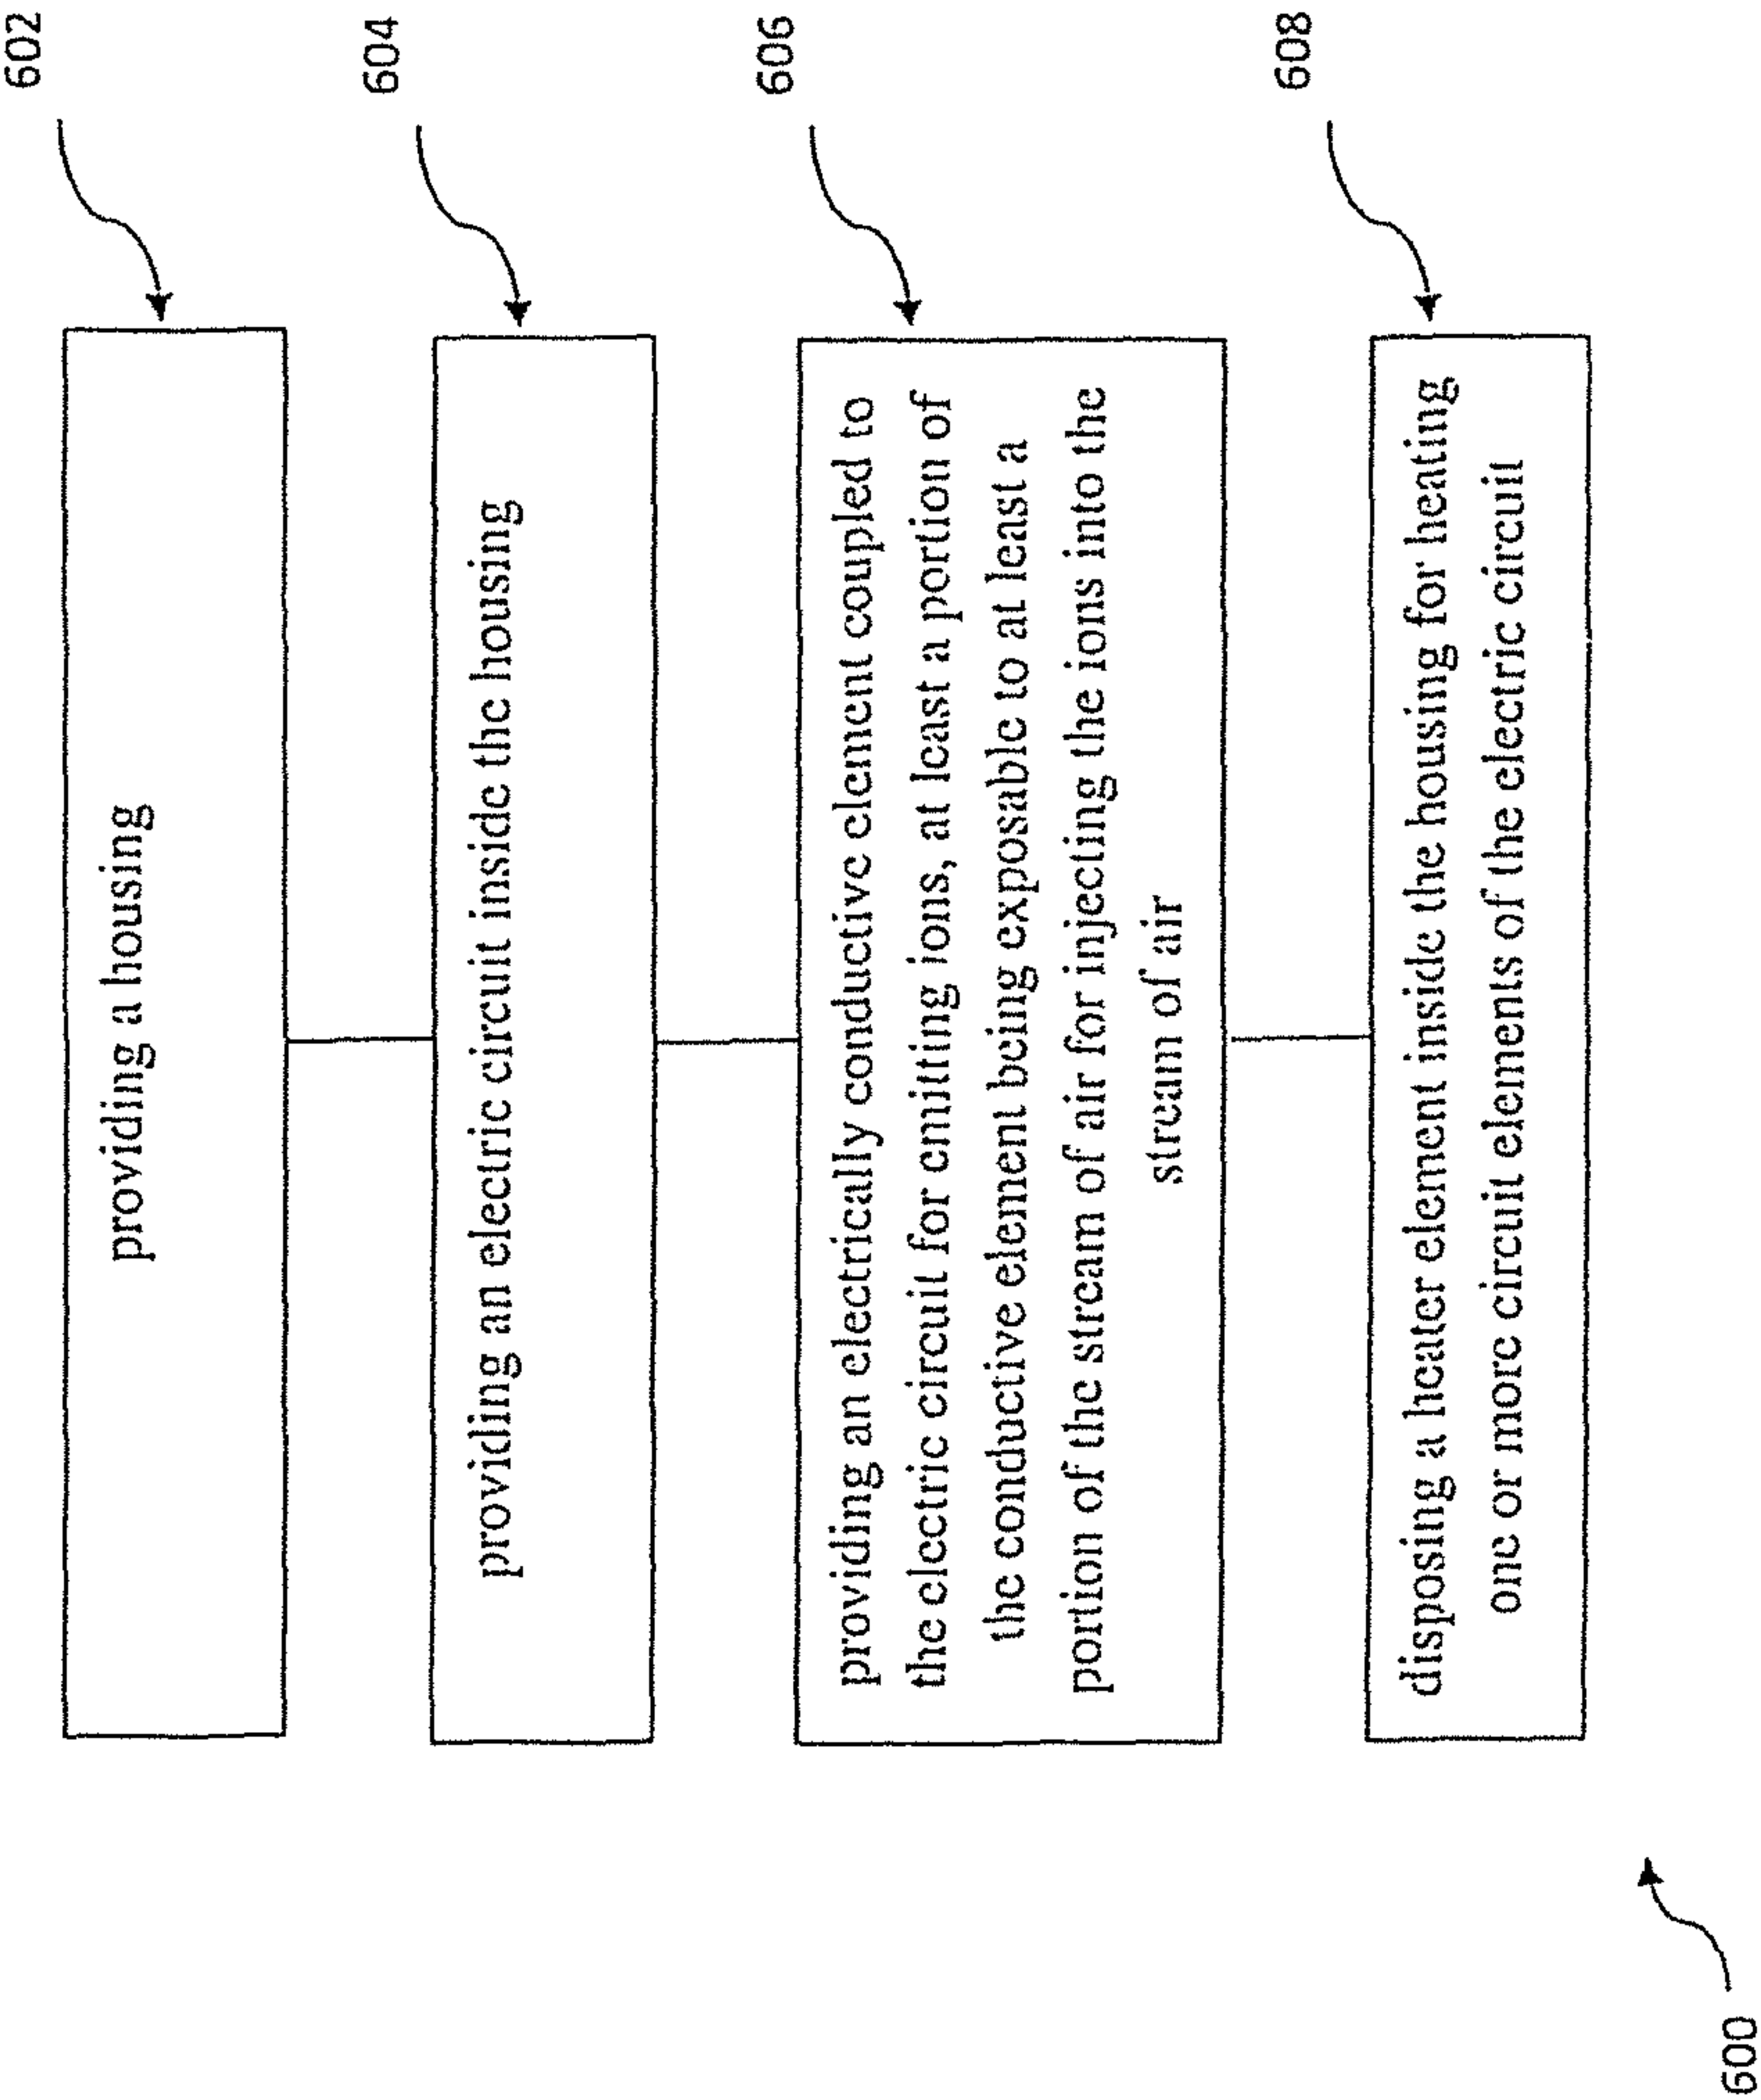 providing a housing
602
providing an electric circuit inside the housing
604
providing an electrically conductive element coupled to
the electric circuit for emitting ions, at least a portion of
the conductive element being exposable to at least a
portion of the stream of air for injecting the ions into the
stream of air
606
disposing a heater element inside the housing for heating
one or more circuit elements of the electric circuit
608
600